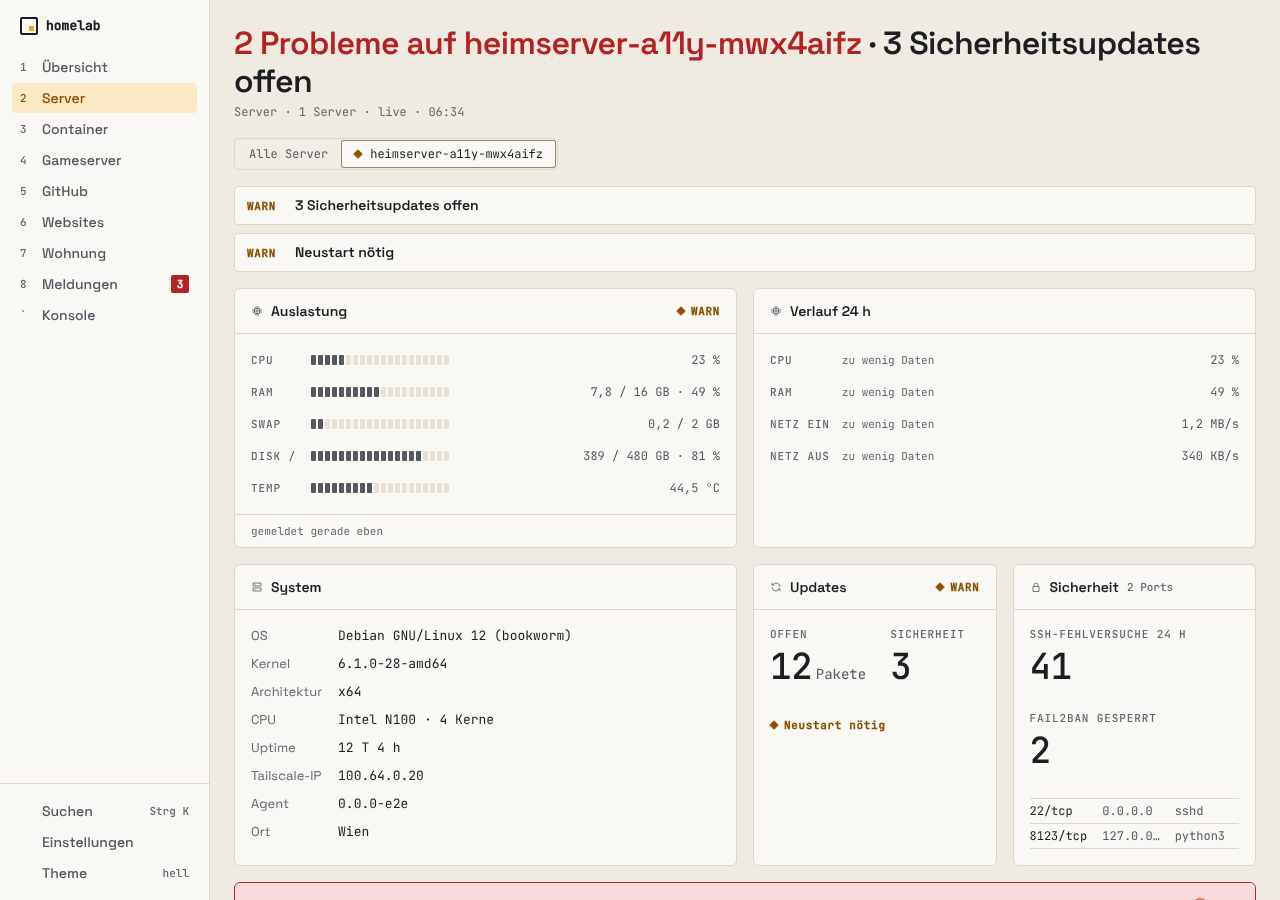 homelab
1 Übersicht
2 Server
3 Container
4 Gameserver
5 GitHub
6 Websites
7 Wohnung
8 Meldungen 3
` Konsole
Suchen Strg K
Einstellungen
Theme hell
2 Probleme auf heimserver-a11y-mwx4aifz · 3 Sicherheitsupdates
offen
Server · 1 Server · live · 06:34
Alle Server heimserver-a11y-mwx4aifz
WARN 3 Sicherheitsupdates offen
WARN Neustart nötig
Auslastung WARN
CPU 23 %
RAM 7,8 / 16 GB · 49 %
SWAP 0,2 / 2 GB
DISK / 389 / 480 GB · 81 %
TEMP 44,5 °C
gemeldet gerade eben
Verlauf 24 h
CPU zu wenig Daten 23 %
RAM zu wenig Daten 49 %
NETZ EIN zu wenig Daten 1,2 MB/s
NETZ AUS zu wenig Daten 340 KB/s
System
OS Debian GNU/Linux 12 (bookworm)
Kernel 6.1.0-28-amd64
Architektur x64
CPU Intel N100 · 4 Kerne
Uptime 12 T 4 h
Tailscale-IP 100.64.0.20
Agent 0.0.0-e2e
Ort Wien
Updates WARN
OFFEN SICHERHEIT
12 Pakete 3
Neustart nötig
Sicherheit 2 Ports
SSH-FEHLVERSUCHE 24 H
41
FAIL2BAN GESPERRT
2
22/tcp 0.0.0.0 sshd
8123/tcp 127.0.0… python3